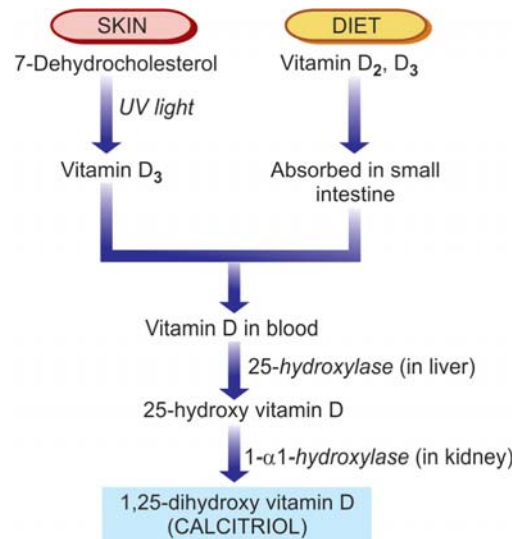 SKIN
DIET
7-Dehydrocholesterol
Vitamin D₂, D₃
UV light
Vitamin D₃
Absorbed in small
intestine
Vitamin D in blood
25-hydroxylase (in liver)
25-hydroxy vitamin D
1-α1-hydroxylase (in kidney)
1,25-dihydroxy vitamin D
(CALCITRIOL)